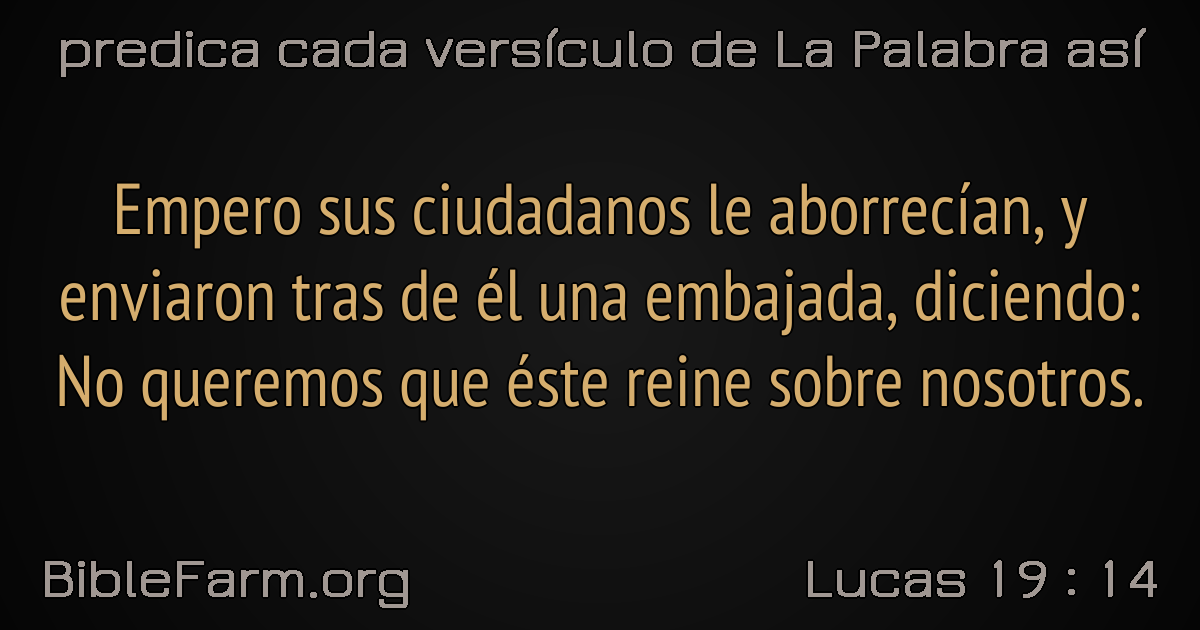 predica cada versículo de La Palabra así
Empero sus ciudadanos le aborrecían, y
enviaron tras de él una embajada, diciendo:
No queremos que éste reine sobre nosotros.
BibleFarm.org
Lucas 19 : 14